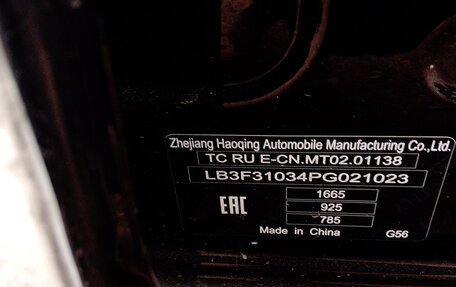 Zhejiang Haoqing Automobile Manufacturing Co.,Ltd.
TC RU E-CN.MT02.01138
LB3F31034PG021023
EAC 1665
925
785
Made in China G56